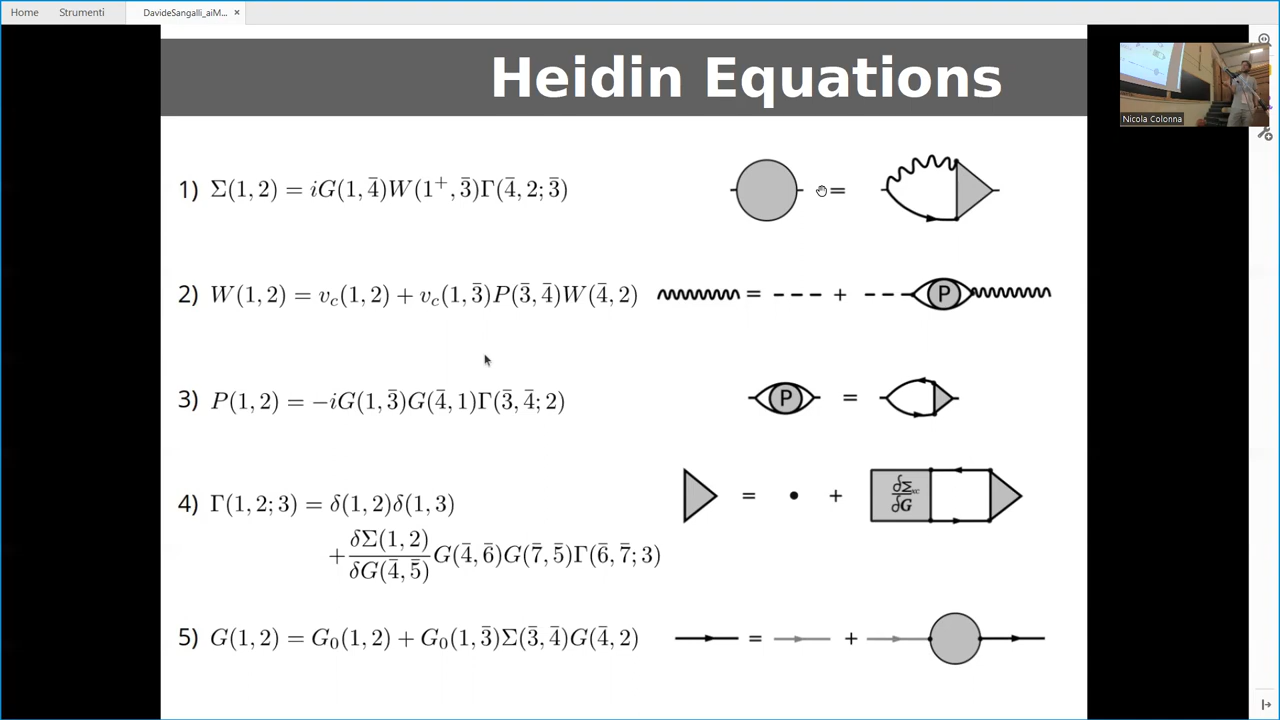 Home Strumenti DavideSangalli_aiM... ×
Heidin Equations
Nicola Colonna
1) Σ(1,2) = iG(1,4̄)W(1⁺,3̄)Γ(4̄,2;3̄) =
2) W(1,2) = v_c(1,2) + v_c(1,3̄)P(3̄,4̄)W(4̄,2) = - - - + - - P
3) P(1,2) = −iG(1,3̄)G(4̄,1)Γ(3̄,4̄;2) P =
4) Γ(1,2;3) = δ(1,2)δ(1,3) = • + ∂Σ_xc/∂G
+ δΣ(1,2)/δG(4̄,5̄) G(4̄,6̄)G(7̄,5̄)Γ(6̄,7̄;3)
5) G(1,2) = G₀(1,2) + G₀(1,3̄)Σ(3̄,4̄)G(4̄,2) = +